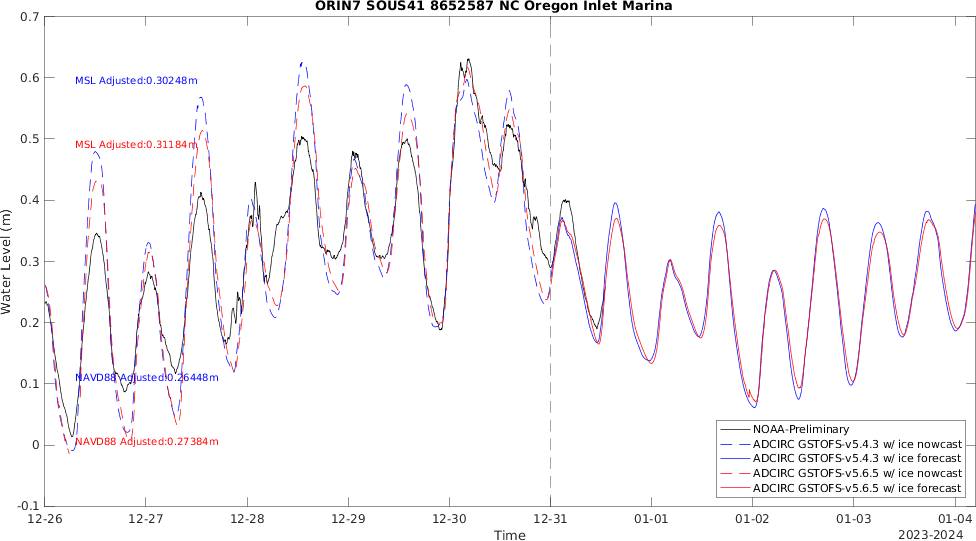 ORIN7 SOUS41 8652587 NC Oregon Inlet Marina
0.7
0.6
0.5
0.4
0.3
0.2
0.1
0
-0.1
Water Level (m)
MSL Adjusted:0.30248m
MSL Adjusted:0.31184m
NAVD88 Adjusted:0.26448m
NAVD88 Adjusted:0.27384m
NOAA-Preliminary
ADCIRC GSTOFS-v5.4.3 w/ ice nowcast
ADCIRC GSTOFS-v5.4.3 w/ ice forecast
ADCIRC GSTOFS-v5.6.5 w/ ice nowcast
ADCIRC GSTOFS-v5.6.5 w/ ice forecast
12-26 12-27 12-28 12-29 12-30 12-31 01-01 01-02 01-03 01-04
Time
2023-2024